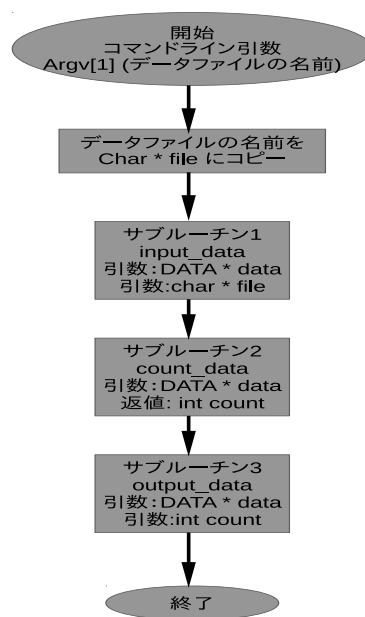 開始
コマンドライン引数
Argv[1] (データファイルの名前)
データファイルの名前を
Char * file にコピー
サブルーチン1
input_data
引数:DATA * data
引数:char * file
サブルーチン2
count_data
引数:DATA * data
返値: int count
サブルーチン3
output_data
引数:DATA * data
引数:int count
終了